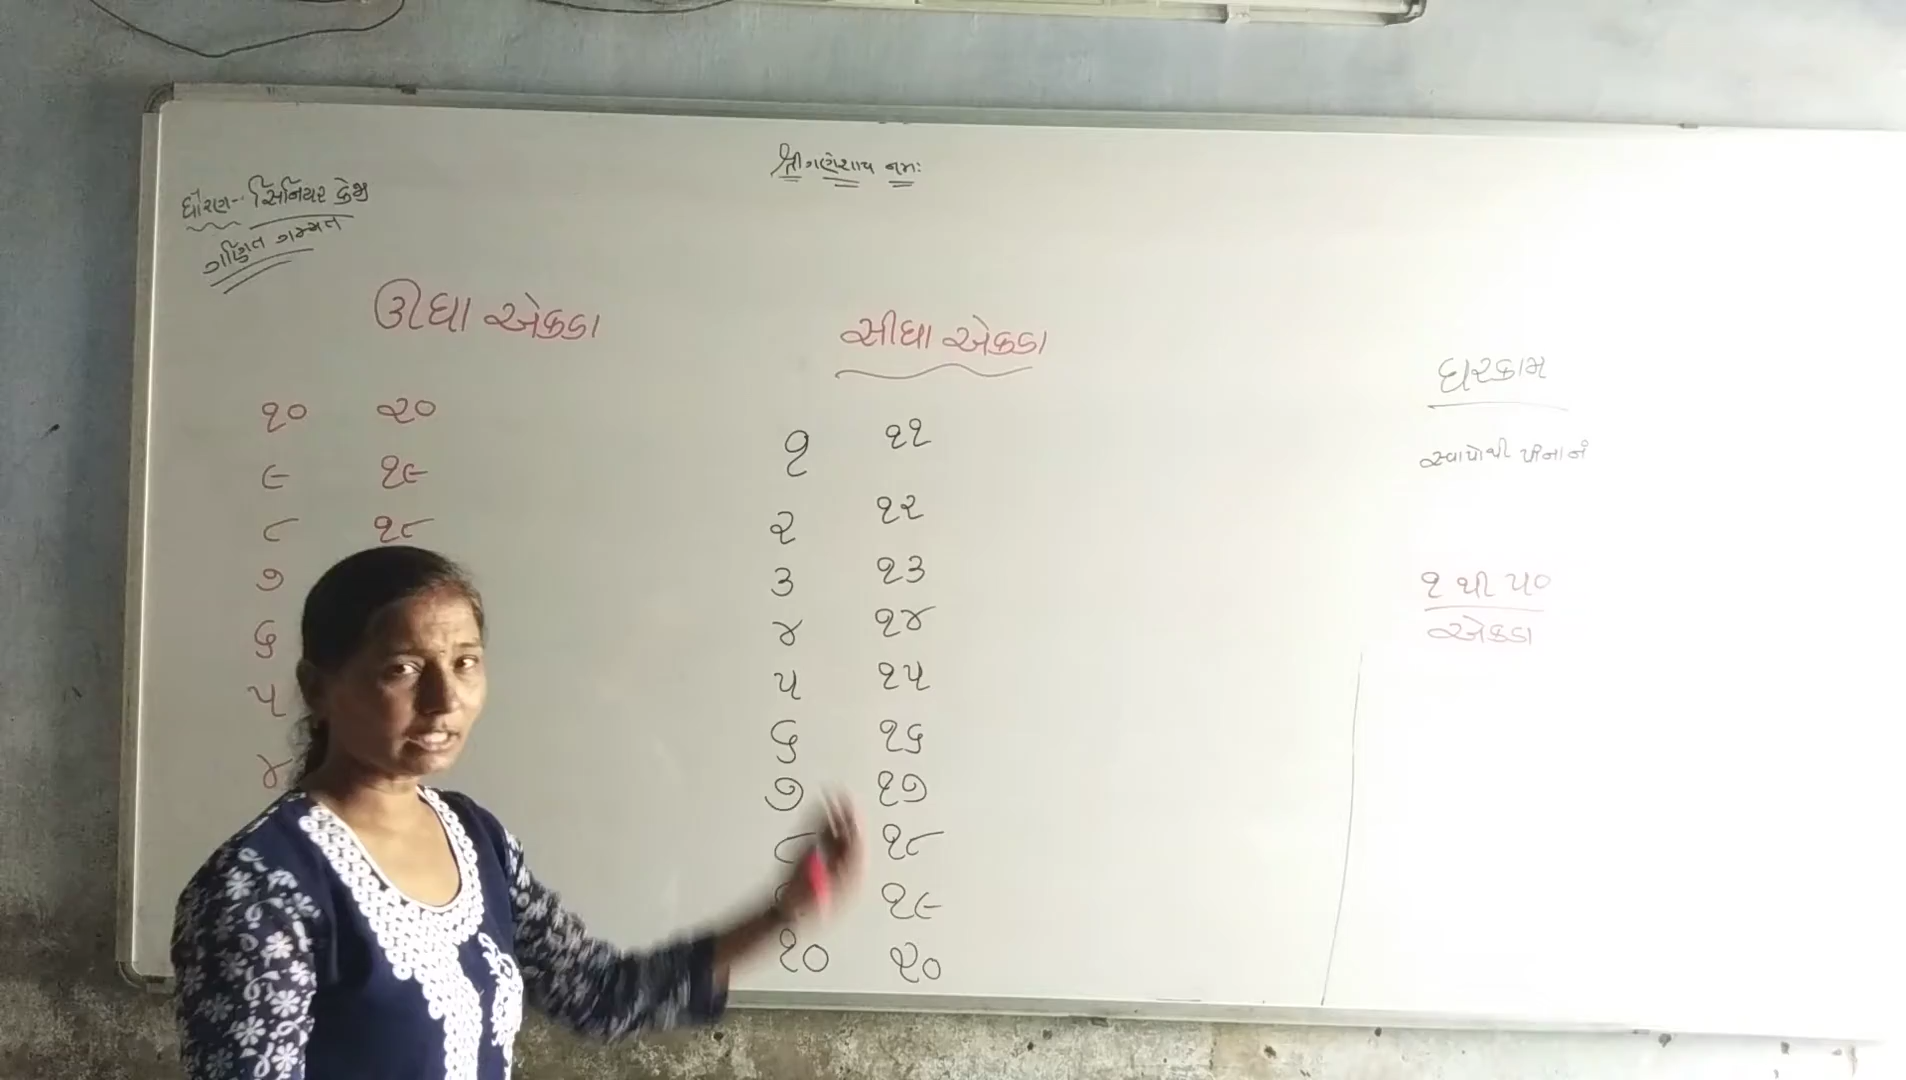 શ્રી ગણેશાય નમઃ
ધોરણ- સિનિયર કેજી
ગણિત ગમ્મત
ઊંધા એકડા
૧૦ ૨૦
૯ ૧૯
૮ ૧૮
૭
૬
૫
૪
સીધા એકડા
૧ ૧૧
૨ ૧૨
૩ ૧૩
૪ ૧૪
૫ ૧૫
૬ ૧૬
૭ ૧૭
૮ ૧૮
૧૯
૧૦ ૨૦
ઘરકામ
૧ થી ૫૦
એકડા